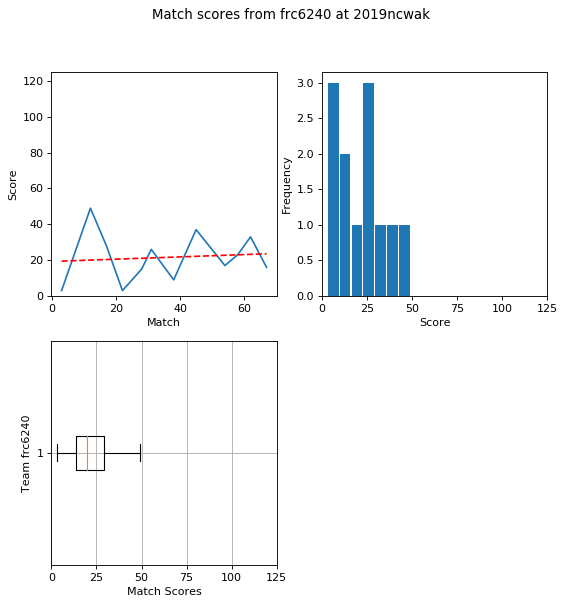 Match scores from frc6240 at 2019ncwak
120
100
80
60
40
20
0
Score
0 20 40 60
Match
3.0
2.5
2.0
1.5
1.0
0.5
0.0
Frequency
0 25 50 75 100 125
Score
Team frc6240
1
0 25 50 75 100 125
Match Scores